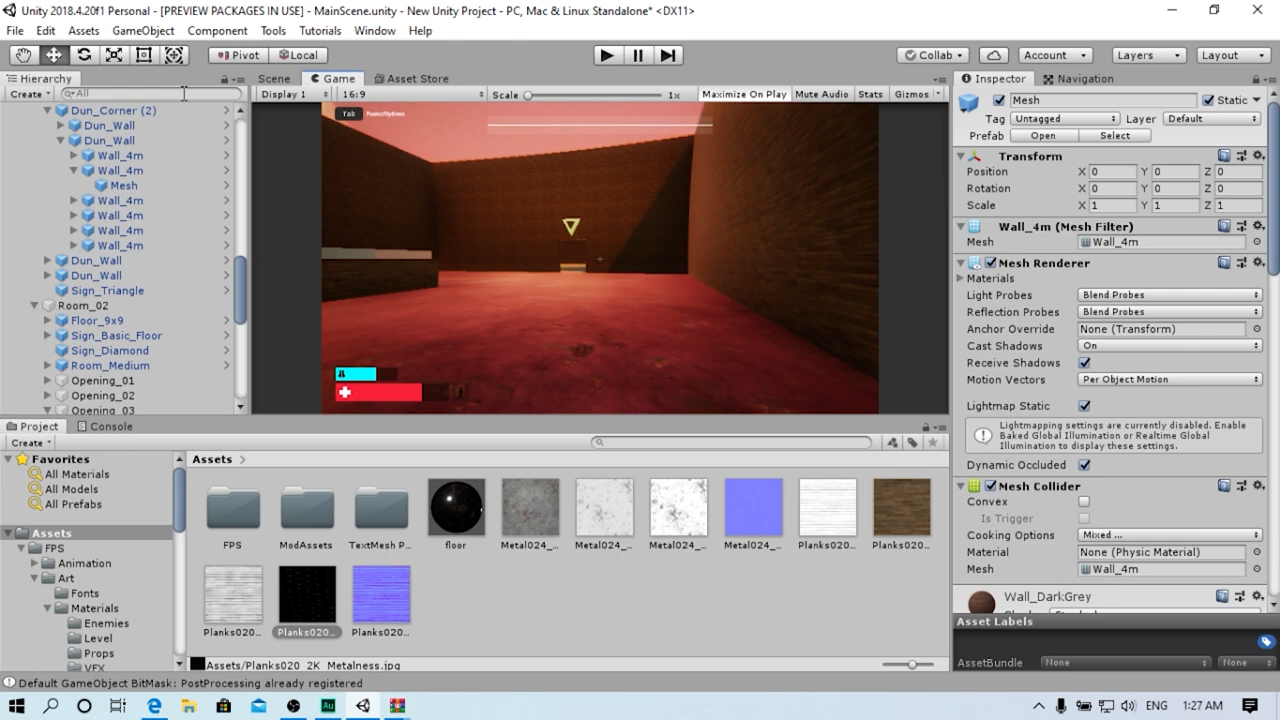 Unity 2018.4.20f1 Personal - [PREVIEW PACKAGES IN USE] - MainScene.unity - New Unity Project - PC, Mac & Linux Standalone* <DX11>
File Edit Assets GameObject Component Tools Tutorials Window Help
Pivot Local Collab Account Layers Layout
Hierarchy Scene Game Asset Store Inspector Navigation
Create All Display 1 16:9 Scale 1x Maximize On Play Mute Audio Stats Gizmos
Dun_Corner (2)
Dun_Wall
Dun_Wall
Wall_4m
Wall_4m
Mesh
Wall_4m
Wall_4m
Wall_4m
Wall_4m
Dun_Wall
Dun_Wall
Sign_Triangle
Room_02
Floor_9x9
Sign_Basic_Floor
Sign_Diamond
Room_Medium
Opening_01
Opening_02
Opening_03
Tab Pause/Options
Mesh Static
Tag Untagged Layer Default
Prefab Open Select
Transform
Position X 0 Y 0 Z 0
Rotation X 0 Y 0 Z 0
Scale X 1 Y 1 Z 1
Wall_4m (Mesh Filter)
Mesh Wall_4m
Mesh Renderer
Materials
Light Probes Blend Probes
Reflection Probes Blend Probes
Anchor Override None (Transform)
Cast Shadows On
Receive Shadows
Motion Vectors Per Object Motion
Lightmap Static
Lightmapping settings are currently disabled. Enable
Baked Global Illumination or Realtime Global
Illumination to display these settings.
Dynamic Occluded
Mesh Collider
Convex
Is Trigger
Cooking Options Mixed ...
Material None (Physic Material)
Mesh Wall_4m
Wall_DarkGrey
Asset Labels
AssetBundle None None
Project Console
Create
Favorites
All Materials
All Models
All Prefabs
Assets
FPS
Animation
Art
Fonts
Materials
Enemies
Level
Props
VFX
Assets
FPS ModAssets TextMesh P... floor Metal024_... Metal024_... Metal024_... Metal024_... Planks020... Planks020...
Planks020... Planks020... Planks020...
Assets/Planks020_2K_Metalness.jpg
Default GameObject BitMask: PostProcessing already registered
ENG 1:27 AM